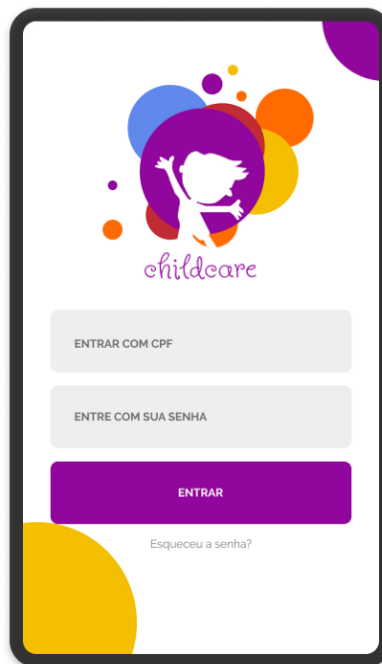 childcare
ENTRAR COM CPF
ENTRE COM SUA SENHA
ENTRAR
Esqueceu a senha?